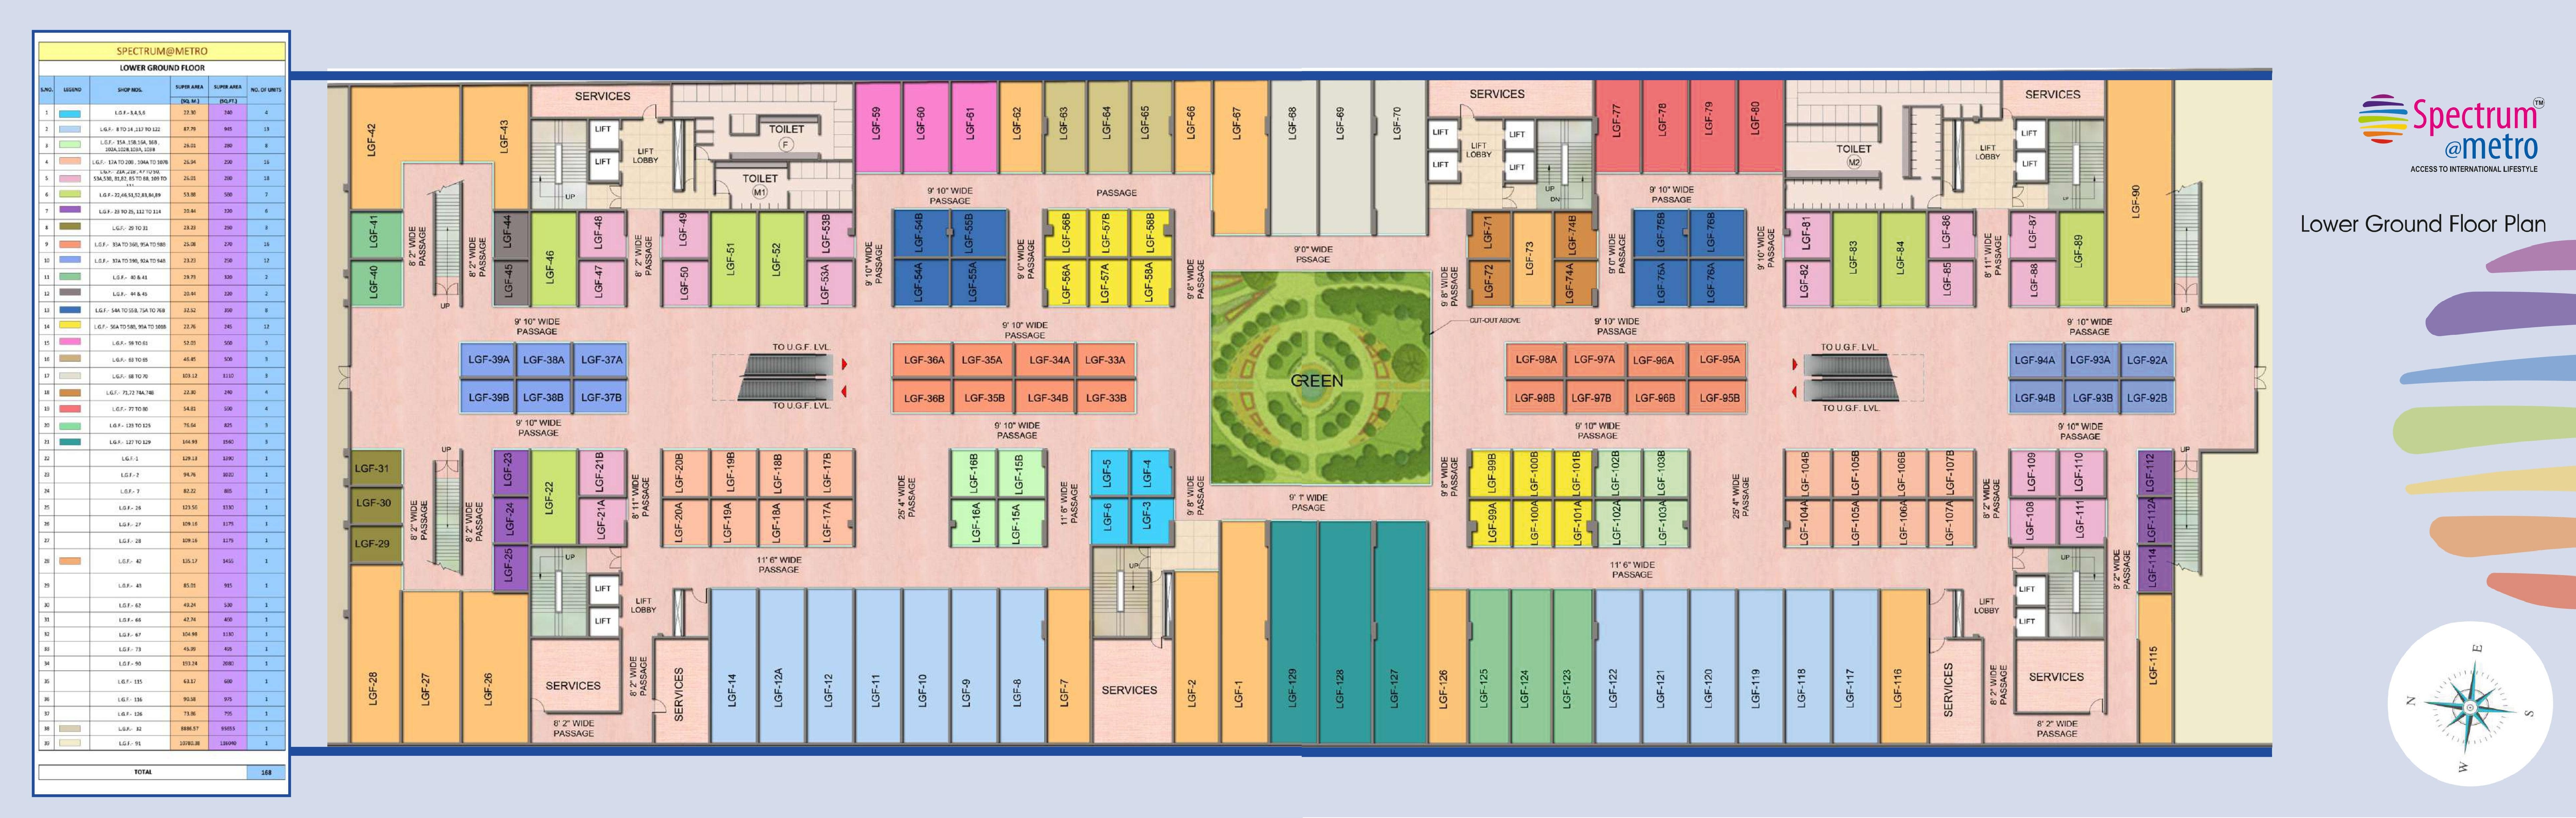 SPECTRUM@METRO
LOWER GROUND FLOOR
S.NO. LEGEND SHOP NOS. SUPER AREA SUPER AREA NO. OF UNITS
(SQ. M.) (SQ.FT.)
1 L.G.F.- 3,4,5,6 22.30 240 4
2 L.G.F.- 8 TO 14 ,117 TO 122 87.79 945 13
3 26.01 280 8
4 L.G.F.- 17A TO 20B , 104A TO 107B 26.94 290 16
5 26.01 280 18
6 L.G.F.- 22,46,51,52,83,84,89 53.88 580 7
7 L.G.F.- 23 TO 25, 112 TO 114 20.44 220 6
8 L.G.F.- 29 TO 31 23.23 250 3
9 L.G.F.- 33A TO 36B, 95A TO 98B 25.08 270 16
10 L.G.F.- 37A TO 39B, 92A TO 94B 23.23 250 12
11 L.G.F.- 40 & 41 29.73 320 2
12 L.G.F.- 44 & 45 20.44 220 2
13 L.G.F.- 54A TO 55B, 75A TO 76B 32.52 350 8
14 L.G.F.- 56A TO 58B, 99A TO 101B 22.76 245 12
15 L.G.F.- 59 TO 61 52.03 560 3
16 L.G.F.- 63 TO 65 46.45 500 3
17 L.G.F.- 68 TO 70 103.12 1110 3
18 L.G.F.- 71,72 74A,74B 22.30 240 4
19 L.G.F.- 77 TO 80 54.81 590 4
20 L.G.F.- 123 TO 125 76.64 825 3
21 L.G.F.- 127 TO 129 144.93 1560 3
22 L.G.F.- 1 1
23 L.G.F.- 2 94.76 1020 1
24 L.G.F.- 7 82.22 885 1
25 L.G.F.- 26 123.56 1330 1
26 L.G.F.- 27 109.16 1175 1
27 L.G.F.- 28 109.16 1175 1
28 L.G.F.- 42 135.17 1455 1
29 L.G.F.- 43 85.01 915 1
30 L.G.F.- 62 49.24 530 1
31 L.G.F.- 66 42.74 460 1
32 L.G.F.- 67 104.98 1130 1
33 L.G.F.- 73 1
34 L.G.F.- 90 193.24 2080 1
35 L.G.F.- 115 63.17 680 1
36 L.G.F.- 116 90.58 975 1
37 L.G.F.- 126 73.86 795 1
38 L.G.F.- 32 1
39 L.G.F.- 91 1
TOTAL 168
LGF-42
LGF-43
SERVICES
LIFT
LIFT
LIFT LOBBY
UP
TOILET
F
TOILET
M1
LGF-59
LGF-60
LGF-61
LGF-62
LGF-63
LGF-64
LGF-65
LGF-66
LGF-67
LGF-68
LGF-69
LGF-70
SERVICES
LIFT
LIFT
LIFT LOBBY
LIFT
LIFT
UP
DN
LGF-77
LGF-78
LGF-79
LGF-80
TOILET
M2
LIFT LOBBY
SERVICES
LIFT
LIFT
UP
LGF-90
9' 10" WIDE
PASSAGE
PASSAGE
9' 10" WIDE
PASSAGE
LGF-41
LGF-40
8' 2" WIDE
PASSAGE
UP
8' 2" WIDE
PASSAGE
LGF-44
LGF-45
LGF-46
LGF-48
LGF-47
8' 2" WIDE
PASSAGE
LGF-49
LGF-50
LGF-51
LGF-52
LGF-53B
LGF-53A
9' 10" WIDE
PASSAGE
LGF-54B
LGF-55B
LGF-54A
LGF-55A
9' 0" WIDE
PASSAGE
LGF-56B
LGF-57B
LGF-58B
LGF-56A
LGF-57A
LGF-58A
9' 6" WIDE
PASSAGE
9'0" WIDE
PSSAGE
9' 8" WIDE
PASSAGE
LGF-71
LGF-72
LGF-73
LGF-74B
LGF-74A
9' 0" WIDE
PASSAGE
LGF-75B
LGF-76B
LGF-75A
LGF-76A
9' 10" WIDE
PASSAGE
LGF-81
LGF-82
LGF-83
LGF-84
LGF-86
LGF-85
8' 11" WIDE
PASSAGE
LGF-87
LGF-88
LGF-89
UP
9' 10" WIDE
PASSAGE
9' 10" WIDE
PASSAGE
CUT-OUT ABOVE
9' 10" WIDE
PASSAGE
9' 10" WIDE
PASSAGE
LGF-39A LGF-38A LGF-37A
LGF-39B LGF-38B LGF-37B
TO U.G.F. LVL.
TO U.G.F. LVL.
LGF-36A LGF-35A LGF-34A LGF-33A
LGF-36B LGF-35B LGF-34B LGF-33B
GREEN
LGF-98A LGF-97A LGF-96A LGF-95A
LGF-98B LGF-97B LGF-96B LGF-95B
TO U.G.F. LVL.
TO U.G.F. LVL.
LGF-94A LGF-93A LGF-92A
LGF-94B LGF-93B LGF-92B
9' 10" WIDE
PASSAGE
9' 10" WIDE
PASSAGE
9' 10" WIDE
PASSAGE
9' 10" WIDE
PASSAGE
LGF-31
LGF-30
LGF-29
8' 2" WIDE
PASSAGE
UP
8' 2" WIDE
PASSAGE
LGF-23
LGF-24
LGF-25
LGF-22
LGF-21B
LGF-21A
8' 11" WIDE
PASSAGE
LGF-20B
LGF-19B
LGF-18B
LGF-17B
LGF-20A
LGF-19A
LGF-18A
LGF-17A
25' 4" WIDE
PASSAGE
LGF-16B
LGF-15B
LGF-16A
LGF-15A
11' 6" WIDE
PASSAGE
LGF-5
LGF-4
LGF-6
LGF-3
9' 8" WIDE
PASSAGE
9' 1" WIDE
PASAGE
9' 8" WIDE
PASSAGE
LGF-99B
LGF-100B
LGF-101B
LGF-102B
LGF-103B
LGF-99A
LGF-100A
LGF-101A
LGF-102A
LGF-103A
25' 4" WIDE
PASSAGE
LGF-104B
LGF-105B
LGF-106B
LGF-107B
LGF-104A
LGF-105A
LGF-106A
LGF-107A
8' 2" WIDE
PASSAGE
LGF-109
LGF-110
LGF-108
LGF-111
8' 2" WIDE
PASSAGE
LGF-112
LGF-112A
LGF-114
UP
11' 6" WIDE
PASSAGE
11' 6" WIDE
PASSAGE
LGF-28
LGF-27
LGF-26
UP
LIFT
LIFT
LIFT
LOBBY
SERVICES
8' 2" WIDE
PASSAGE
8' 2" WIDE
PASSAGE
SERVICES
LGF-14
LGF-12A
LGF-12
LGF-11
LGF-10
LGF-9
LGF-8
LGF-7
UP
SERVICES
LGF-2
LGF-1
LGF-129
LGF-128
LGF-127
LGF-126
LGF-125
LGF-124
LGF-123
LGF-122
LGF-121
LGF-120
LGF-119
LGF-118
LGF-117
LGF-116
SERVICES
LIFT
LOBBY
8' 2" WIDE
PASSAGE
LIFT
LIFT
UP
SERVICES
8' 2" WIDE
PASSAGE
LGF-115
Spectrum TM
@metro
ACCESS TO INTERNATIONAL LIFESTYLE
Lower Ground Floor Plan
E
N
S
W